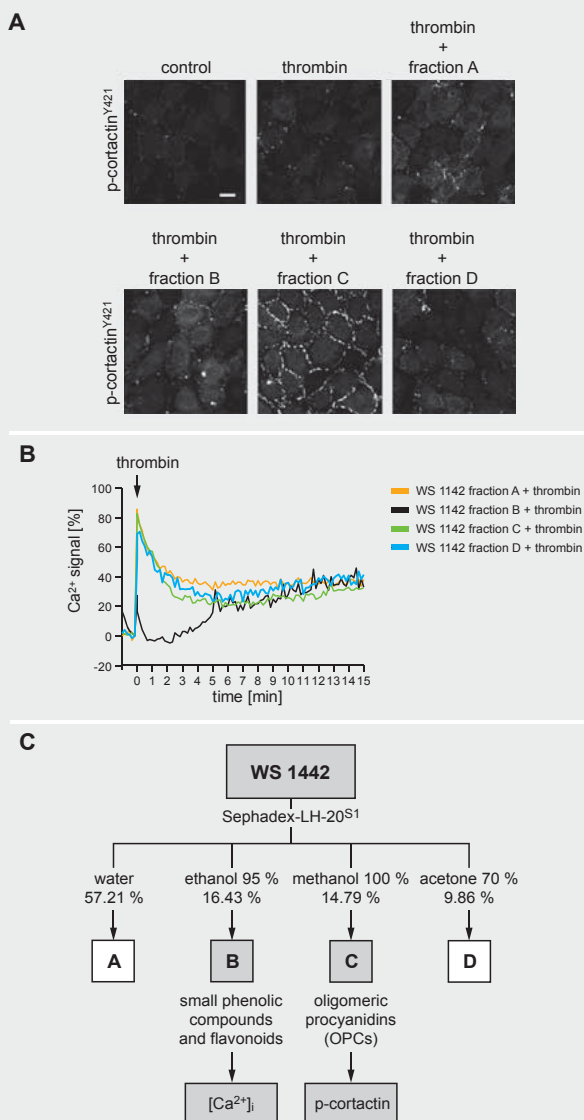 A
control
thrombin
thrombin
+
fraction A
p-cortactinY421
thrombin
+
fraction B
thrombin
+
fraction C
thrombin
+
fraction D
p-cortactinY421
B
thrombin
Ca2+ signal [%]
100
80
60
40
20
0
-20
0 1 2 3 4 5 6 7 8 9 10 11 12 13 14 15
time [min]
WS 1142 fraction A + thrombin
WS 1142 fraction B + thrombin
WS 1142 fraction C + thrombin
WS 1142 fraction D + thrombin
C
WS 1442
Sephadex-LH-20S1
water
57.21 %
ethanol 95 %
16.43 %
methanol 100 %
14.79 %
acetone 70 %
9.86 %
A
B
C
D
small phenolic
compounds
and flavonoids
oligomeric
procyanidins
(OPCs)
[Ca2+]i
p-cortactin